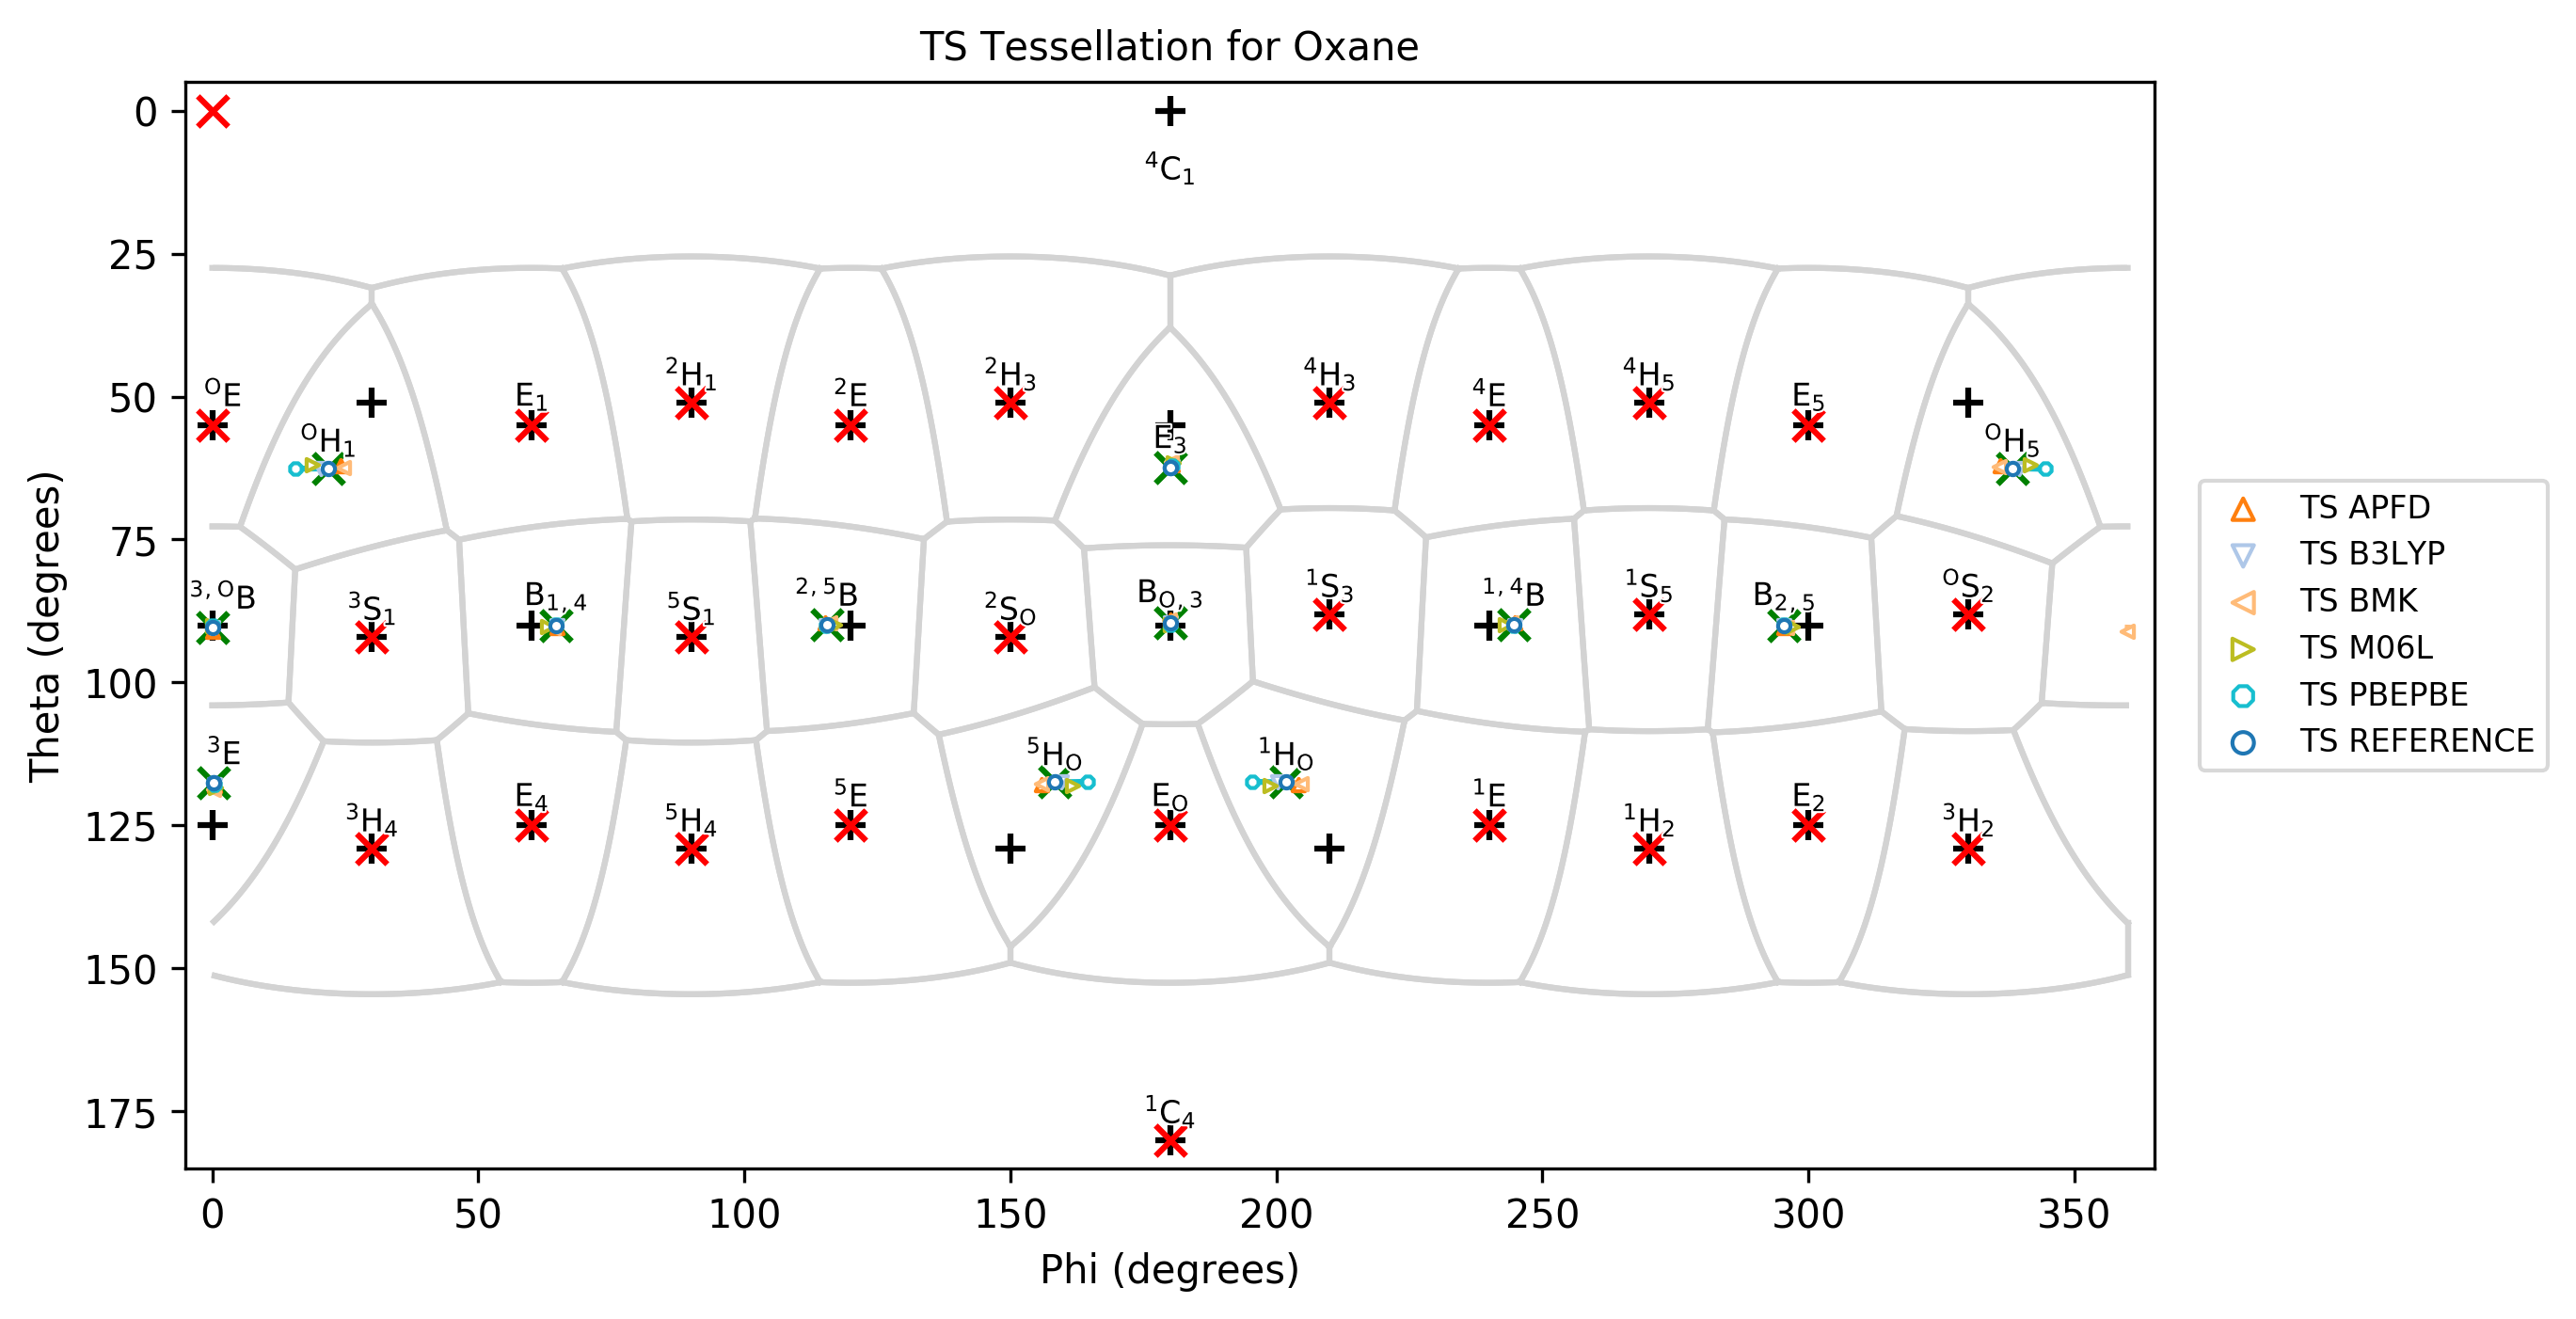 TS Tessellation for Oxane
Theta (degrees)
0
25
50
75
100
125
150
175
⁴C₁
ᴼE
ᴼH₁
E₁
²H₁
²E
²H₃
E₃
⁴H₃
⁴E
⁴H₅
E₅
ᴼH₅
³,ᴼB
³S₁
B₁,₄
⁵S₁
²,⁵B
²Sₒ
Bₒ,₃
¹S₃
¹,⁴B
¹S₅
B₂,₅
ᴼS₂
³E
³H₄
E₄
⁵H₄
⁵E
⁵Hₒ
Eₒ
¹Hₒ
¹E
¹H₂
E₂
³H₂
¹C₄
0 50 100 150 200 250 300 350
Phi (degrees)
TS APFD
TS B3LYP
TS BMK
TS M06L
TS PBEPBE
TS REFERENCE